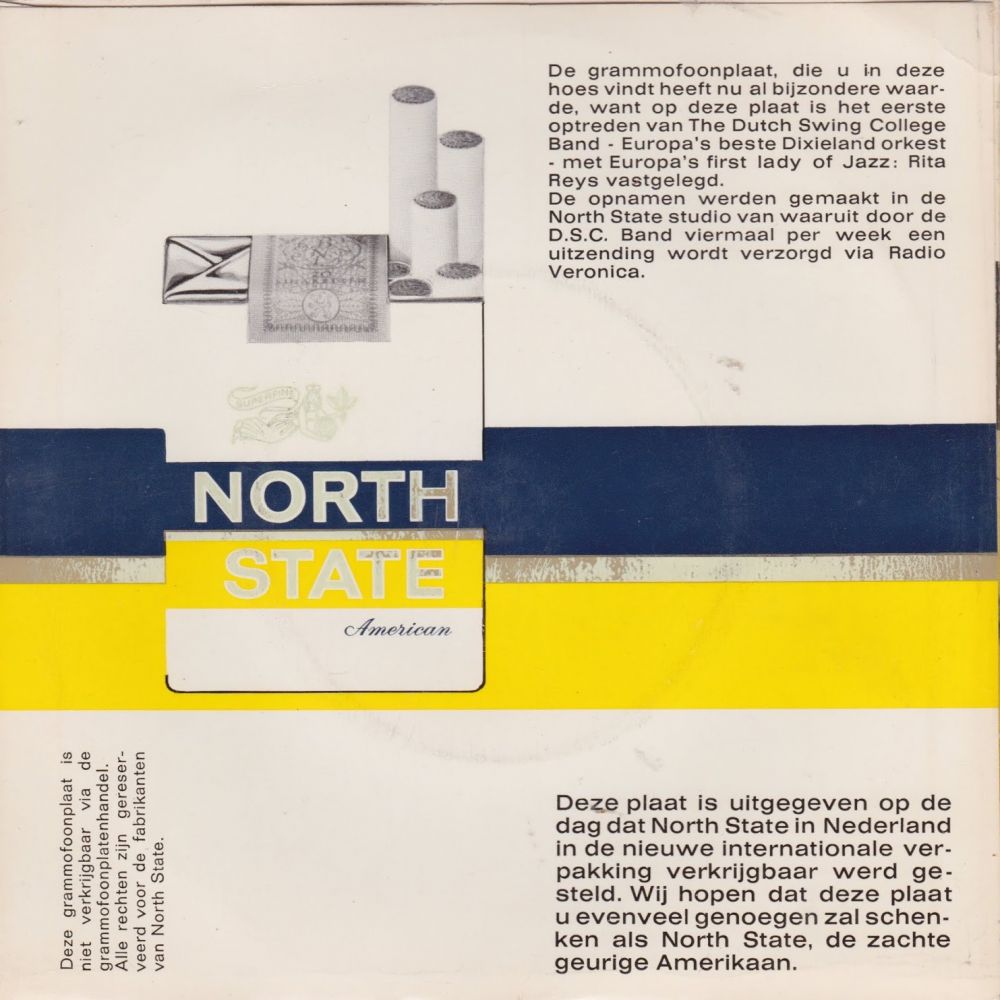 De grammofoonplaat, die u in deze
hoes vindt heeft nu al bijzondere waar-
de, want op deze plaat is het eerste
optreden van The Dutch Swing College
Band - Europa's beste Dixieland orkest
- met Europa's first lady of Jazz: Rita
Reys vastgelegd.
De opnamen werden gemaakt in de
North State studio van waaruit door de
D.S.C. Band viermaal per week een
uitzending wordt verzorgd via Radio
Veronica.
20
SUPERFINE
NORTH
STATE
American
Deze grammofoonplaat is
niet verkrijgbaar via de
grammofoonplatenhandel.
Alle rechten zijn gereser-
veerd voor de fabrikanten
van North State.
Deze plaat is uitgegeven op de
dag dat North State in Nederland
in de nieuwe internationale ver-
pakking verkrijgbaar werd ge-
steld. Wij hopen dat deze plaat
u evenveel genoegen zal schen-
ken als North State, de zachte
geurige Amerikaan.